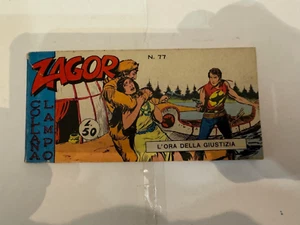 ZAGOR
N. 77
COLLANA
LAMPO
L. 50
L'ORA DELLA GIUSTIZIA